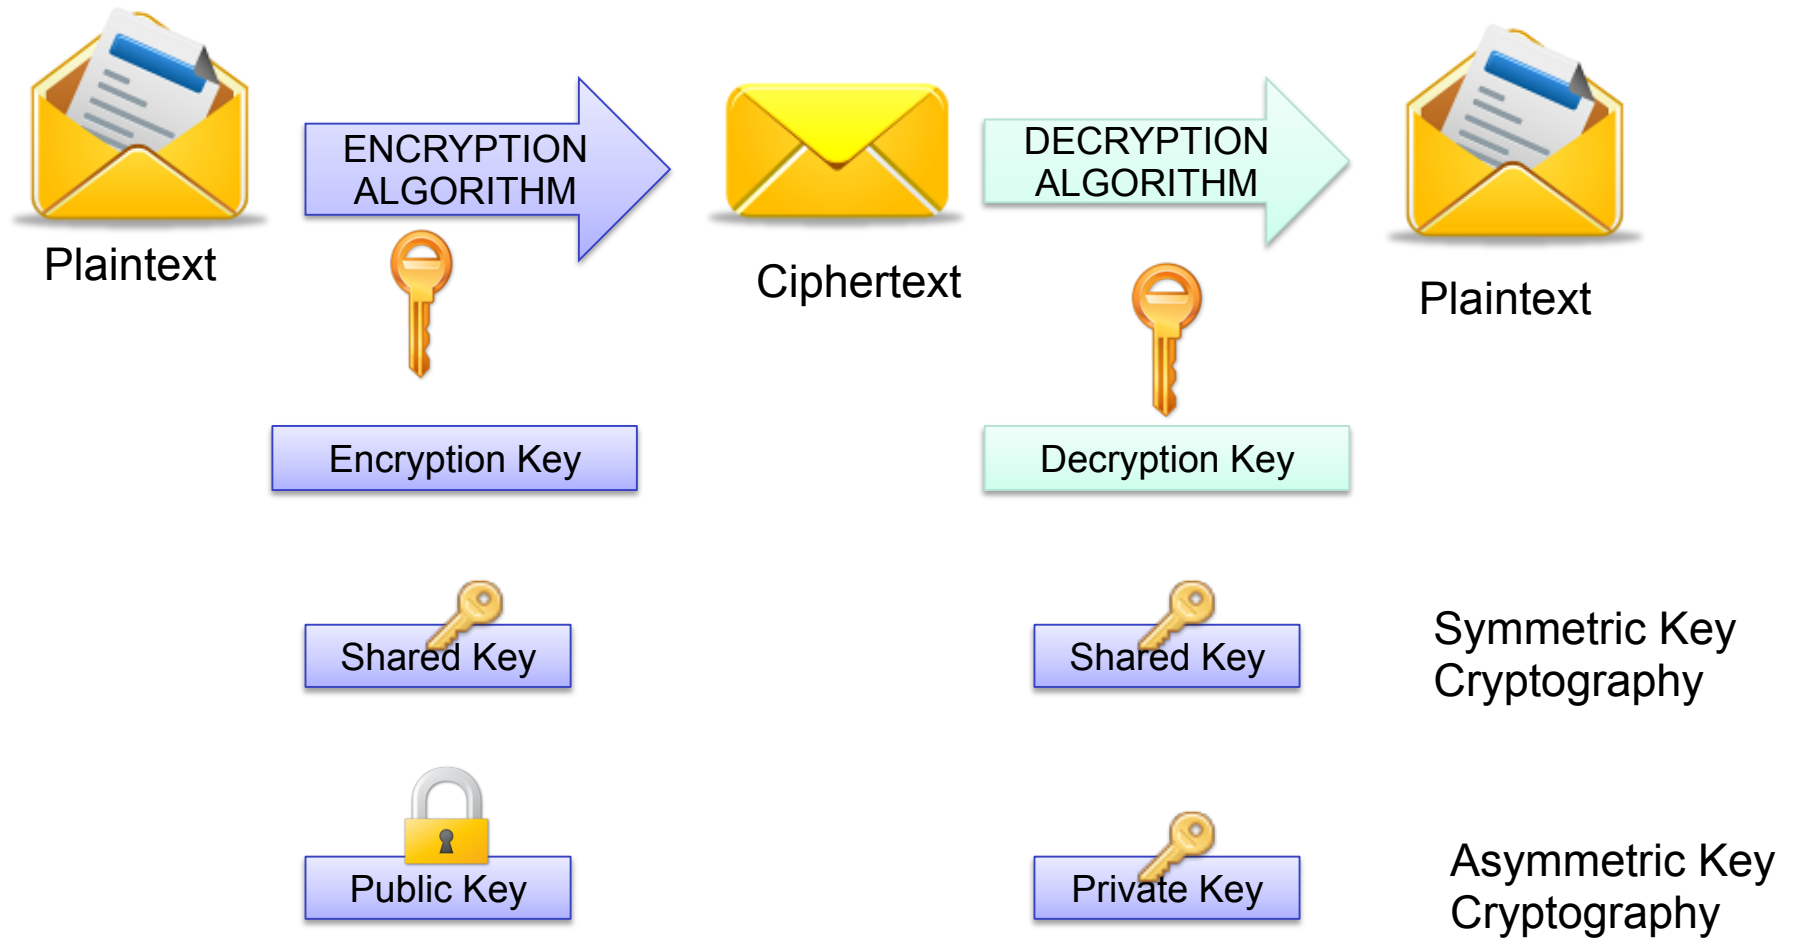 ENCRYPTION
ALGORITHM
DECRYPTION
ALGORITHM
Plaintext
Ciphertext
Plaintext
Encryption Key
Decryption Key
Shared Key
Shared Key
Symmetric Key
Cryptography
Public Key
Private Key
Asymmetric Key
Cryptography